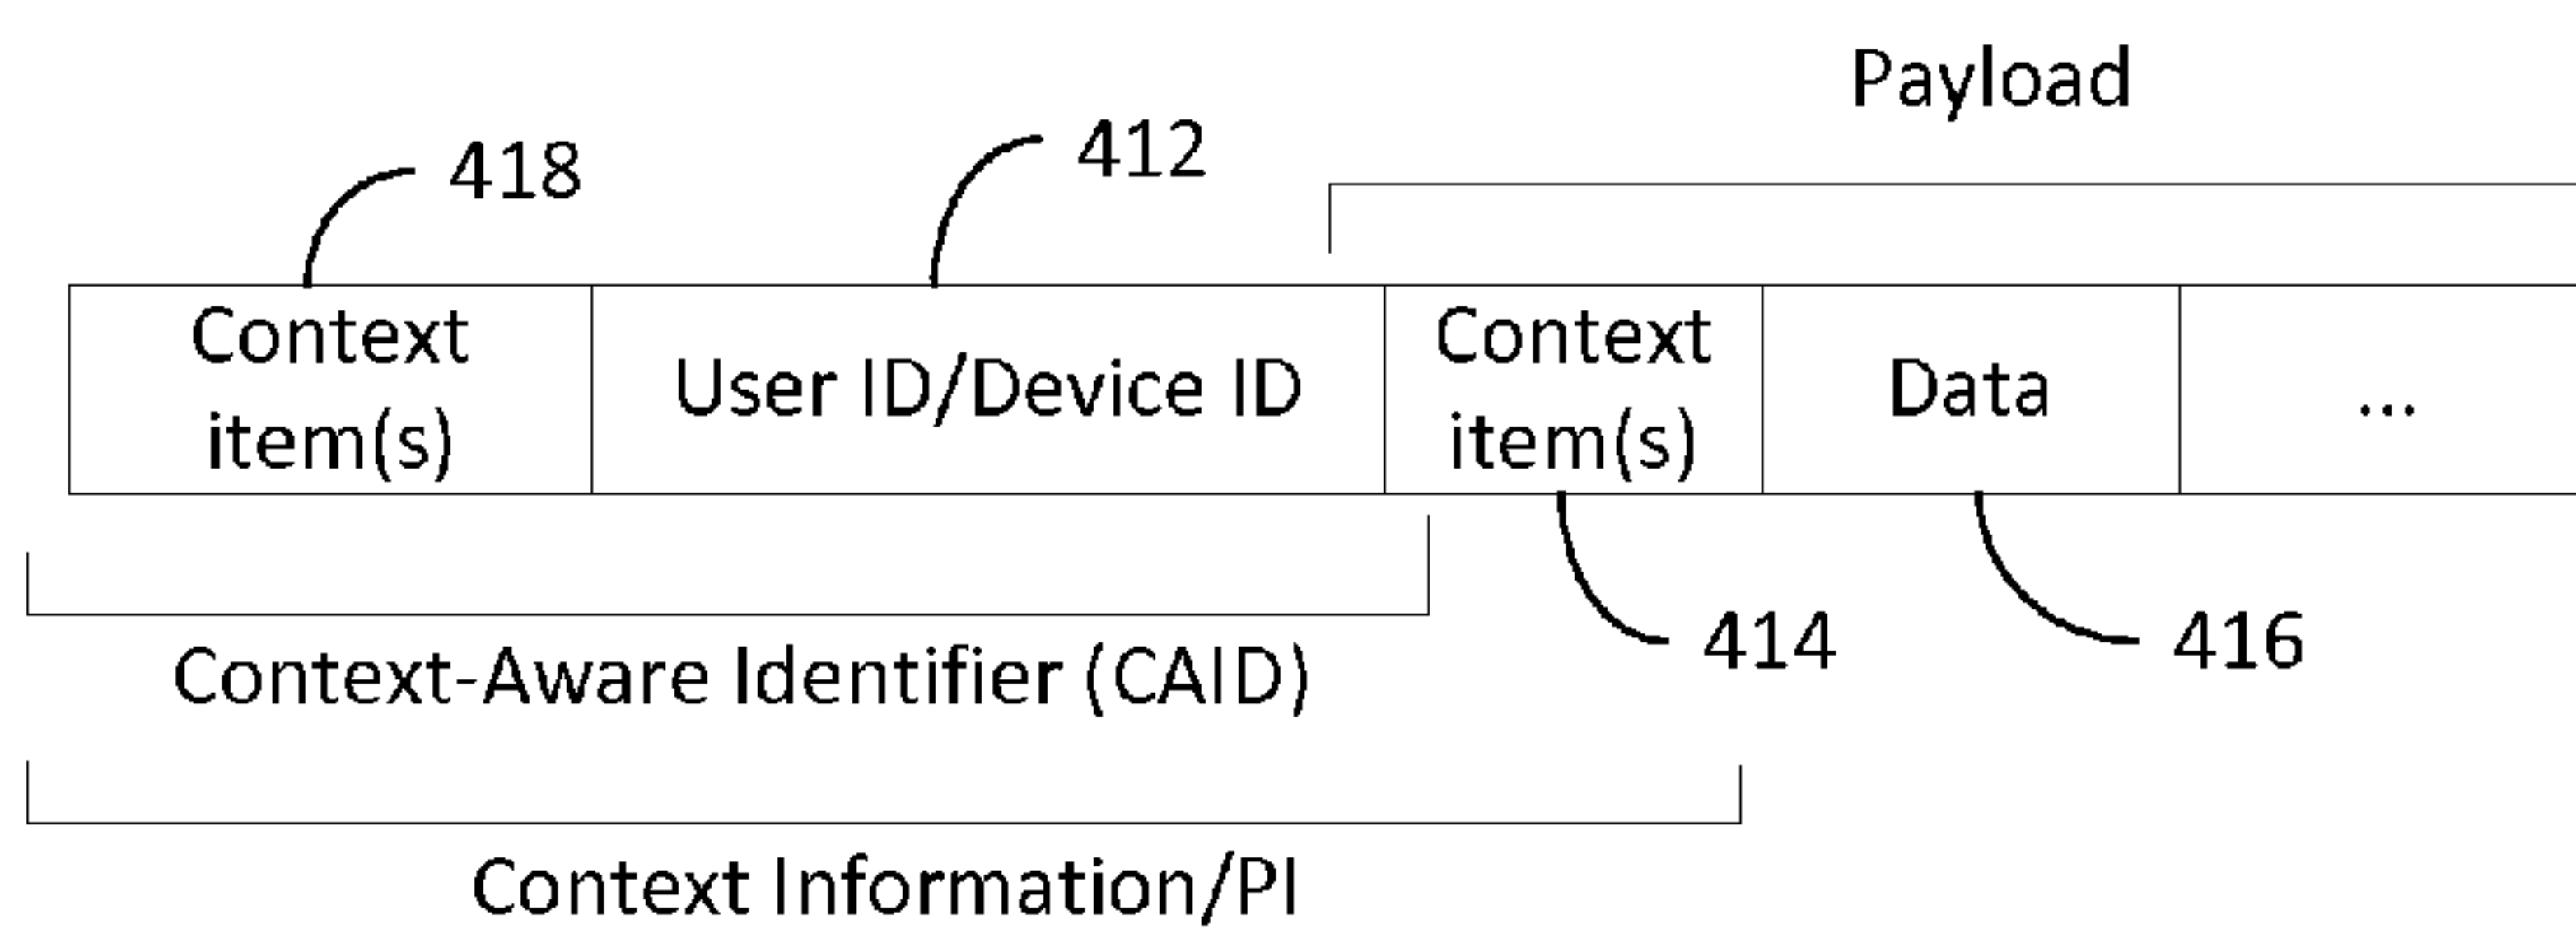 Payload
418
412
Context
item(s)
User ID/Device ID
Context
item(s)
Data
...
414
416
Context-Aware Identifier (CAID)
Context Information/PI